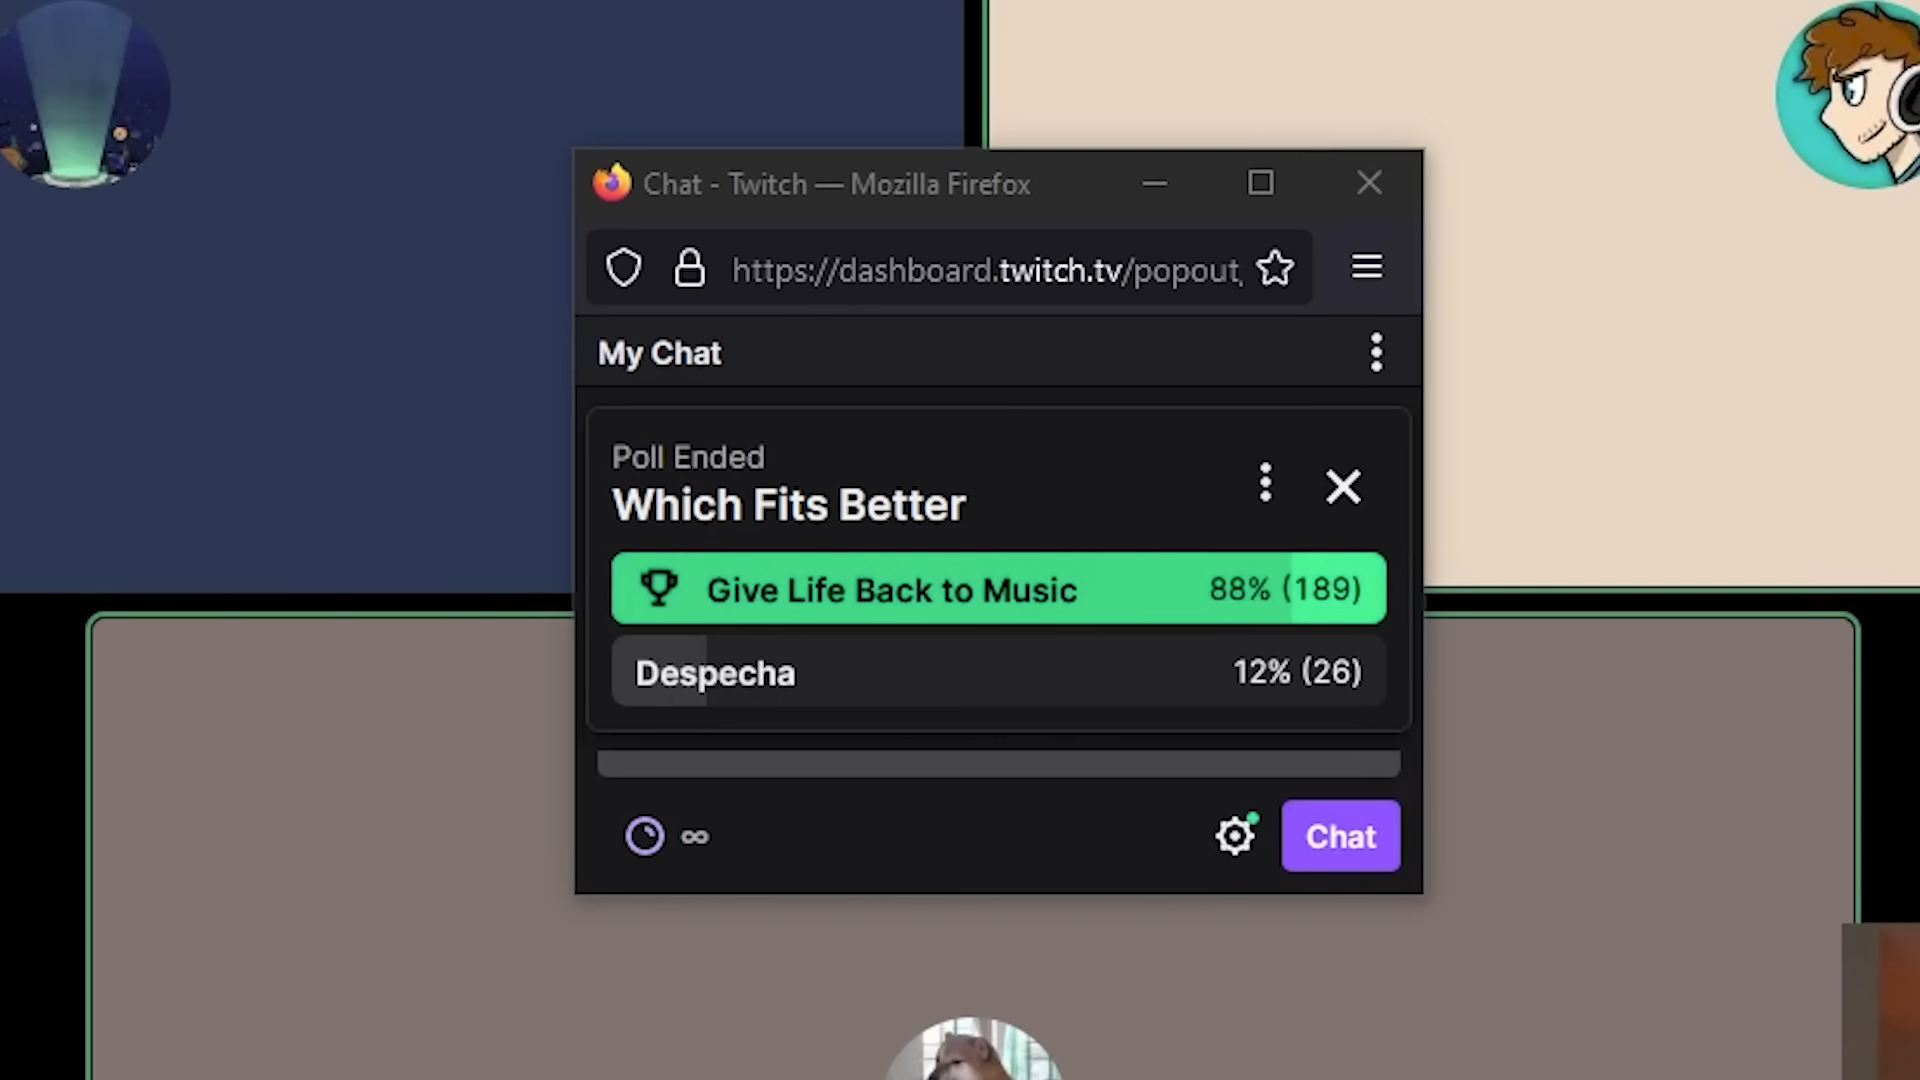 Chat - Twitch — Mozilla Firefox
https://dashboard.twitch.tv/popout
My Chat
Poll Ended
Which Fits Better
Give Life Back to Music 88% (189)
Despecha 12% (26)
∞
Chat